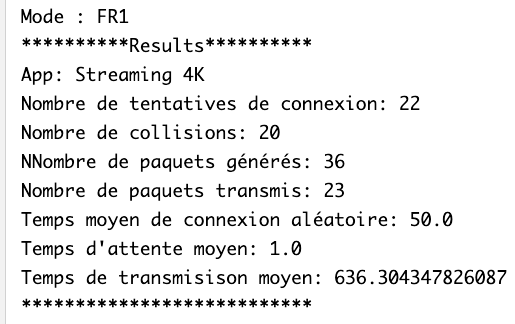 Mode : FR1
**********Results**********
App: Streaming 4K
Nombre de tentatives de connexion: 22
Nombre de collisions: 20
NNombre de paquets générés: 36
Nombre de paquets transmis: 23
Temps moyen de connexion aléatoire: 50.0
Temps d'attente moyen: 1.0
Temps de transmisison moyen: 636.304347826087
***************************